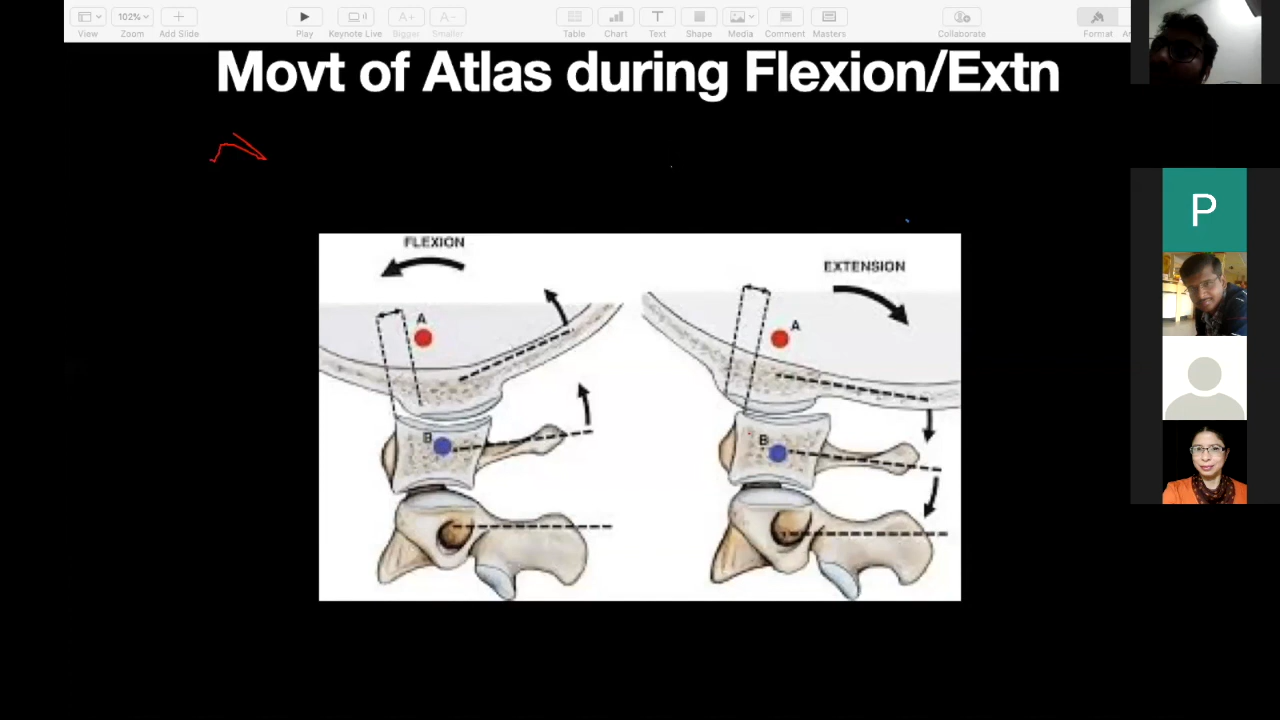 View
102%
Zoom
Add Slide
Play
Keynote Live
A+
Bigger
A−
Smaller
Table
Chart
T
Text
Shape
Media
Comment
Masters
Collaborate
Format
Movt of Atlas during Flexion/Extn
P
FLEXION
EXTENSION
A
A
B
B